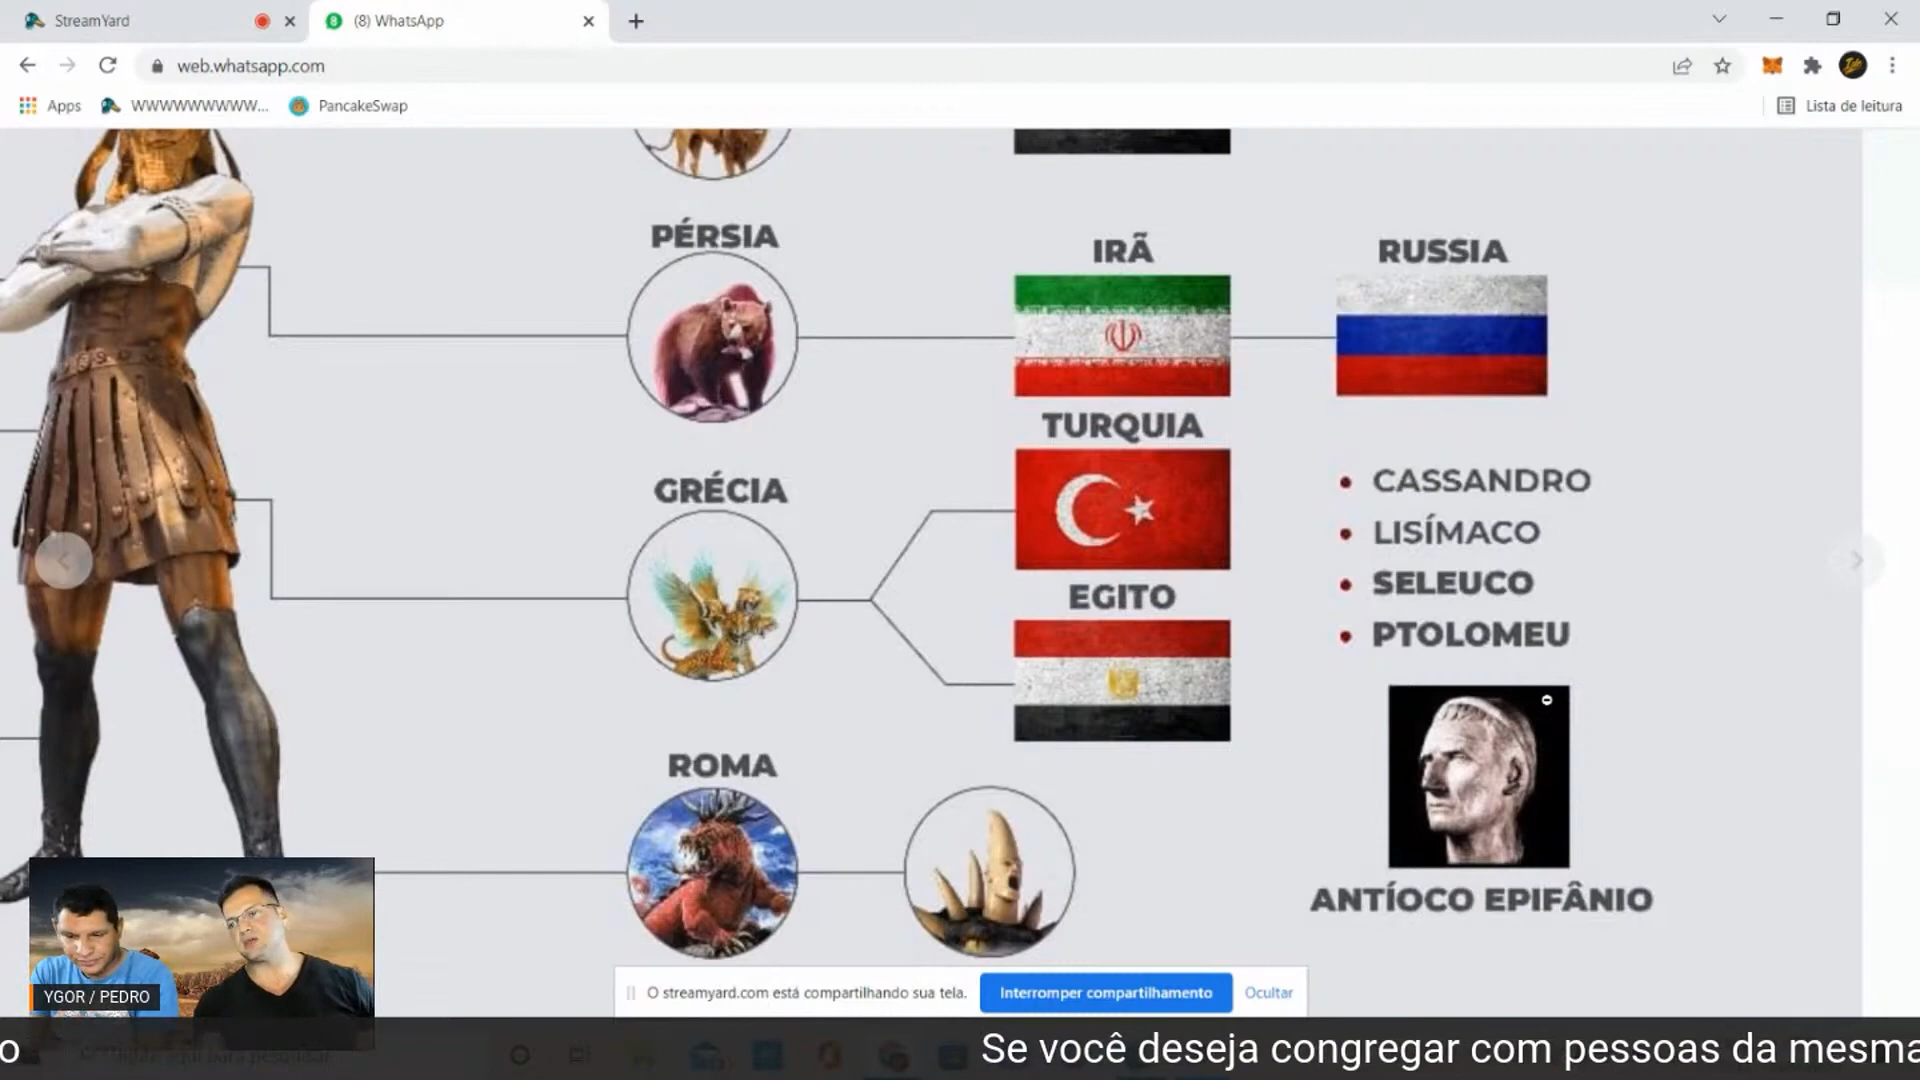 StreamYard
(8) WhatsApp
web.whatsapp.com
Apps
WWWWWWWWW...
PancakeSwap
Lista de leitura
PÉRSIA
IRÃ
RUSSIA
TURQUIA
GRÉCIA
CASSANDRO
LISÍMACO
SELEUCO
PTOLOMEU
EGITO
ROMA
ANTÍOCO EPIFÂNIO
YGOR / PEDRO
O streamyard.com está compartilhando sua tela.
Interromper compartilhamento
Ocultar
o
Se você deseja congregar com pessoas da mesma